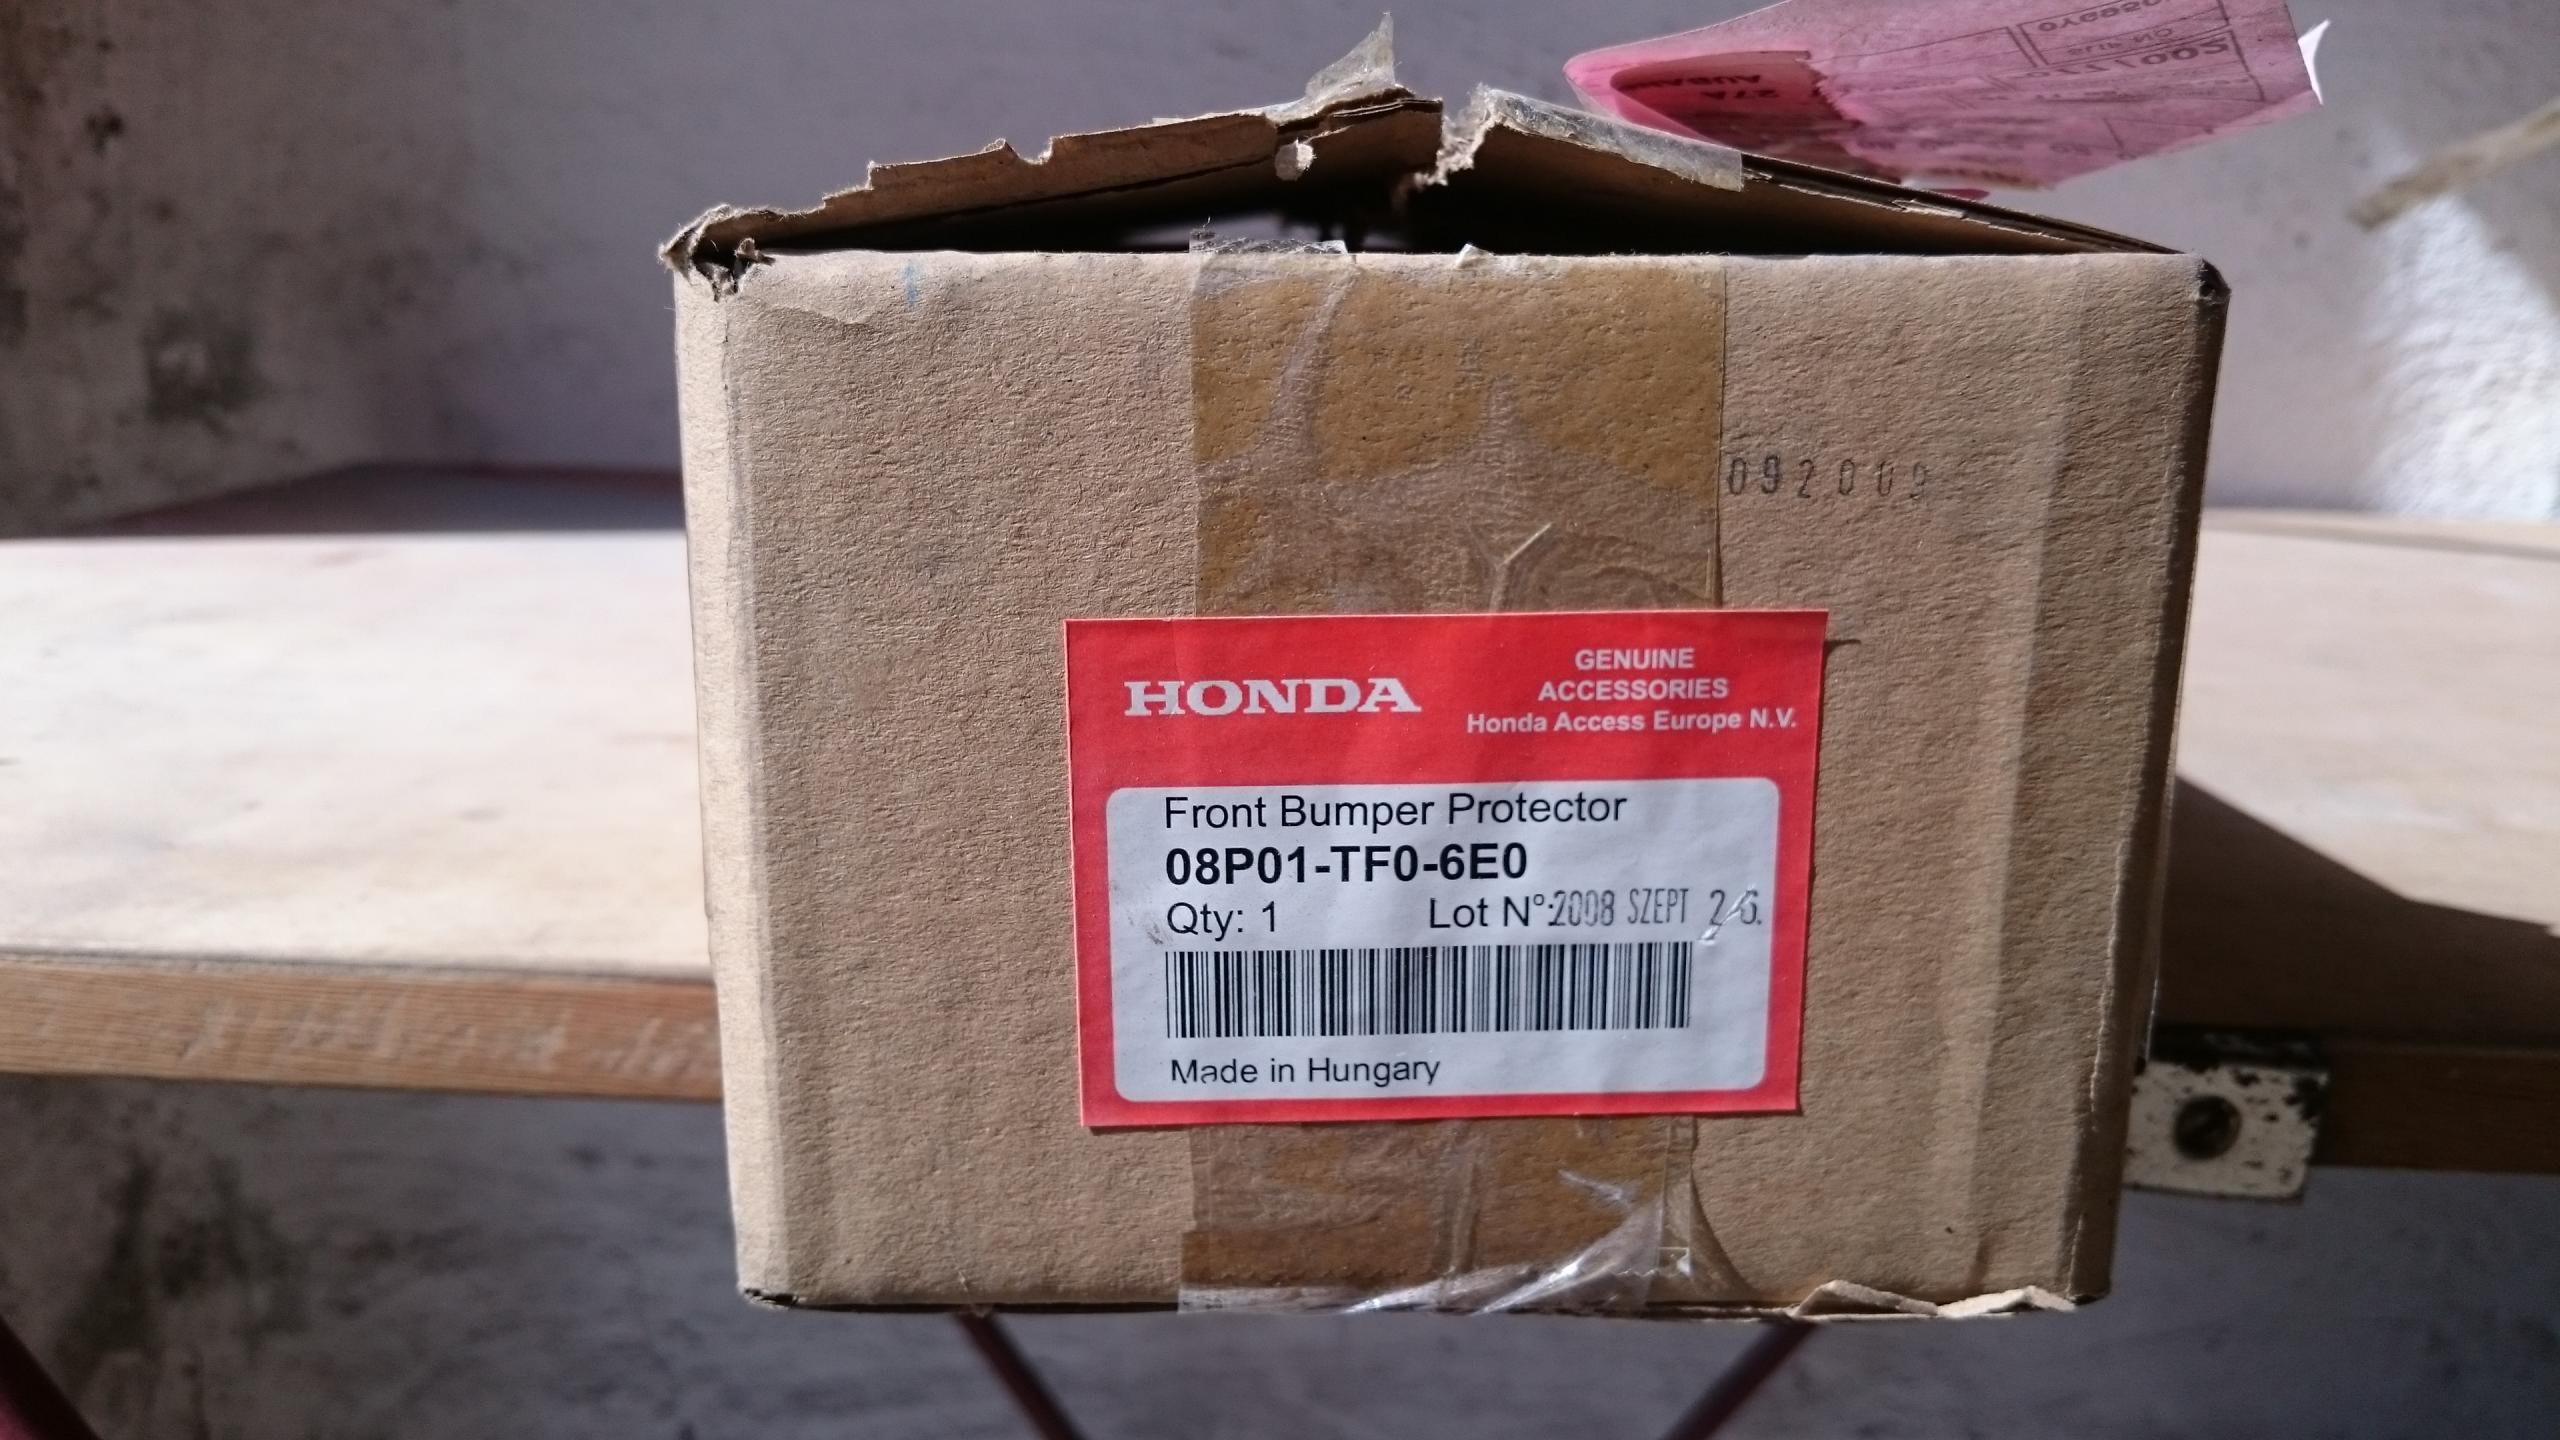 092009
HONDA
GENUINE
ACCESSORIES
Honda Access Europe N.V.
Front Bumper Protector
08P01-TF0-6E0
Qty: 1 Lot N°:2008 SZEPT 26.
Made in Hungary